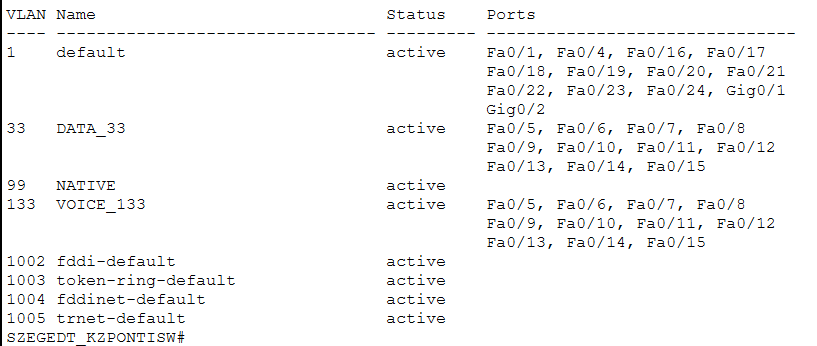 VLAN Name                             Status    Ports
---- -------------------------------- --------- -------------------------------
1    default                          active    Fa0/1, Fa0/4, Fa0/16, Fa0/17
                                                Fa0/18, Fa0/19, Fa0/20, Fa0/21
                                                Fa0/22, Fa0/23, Fa0/24, Gig0/1
                                                Gig0/2
33   DATA_33                          active    Fa0/5, Fa0/6, Fa0/7, Fa0/8
                                                Fa0/9, Fa0/10, Fa0/11, Fa0/12
                                                Fa0/13, Fa0/14, Fa0/15
99   NATIVE                           active
133  VOICE_133                        active    Fa0/5, Fa0/6, Fa0/7, Fa0/8
                                                Fa0/9, Fa0/10, Fa0/11, Fa0/12
                                                Fa0/13, Fa0/14, Fa0/15
1002 fddi-default                     active
1003 token-ring-default               active
1004 fddinet-default                  active
1005 trnet-default                    active
SZEGEDT_KZPONTISW#